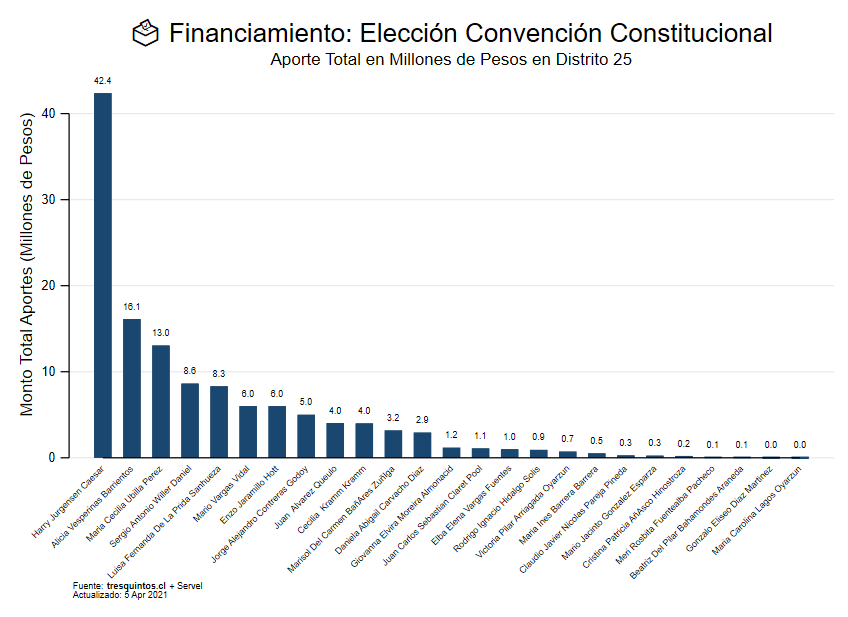 Financiamiento: Elección Convención Constitucional
Aporte Total en Millones de Pesos en Distrito 25
Monto Total Aportes (Millones de Pesos)
40
30
20
10
0
42.4
16.1
13.0
8.6
8.3
6.0
6.0
5.0
4.0
4.0
3.2
2.9
1.2
1.1
1.0
0.9
0.7
0.5
0.3
0.3
0.2
0.1
0.1
0.0
0.0
Harry Jurgensen Caesar
Alicia Vesperinas Barrientos
Maria Cecilia Ubilla Perez
Sergio Antonio Willer Daniel
Luisa Fernanda De La Prida Sanhueza
Mario Vargas Vidal
Enzo Jaramillo Hott
Jorge Alejandro Contreras Godoy
Juan Alvarez Queulo
Cecilia Kramm Kramm
Marisol Del Carmen BañAres Zuñiga
Daniela Abigail Carvacho Diaz
Giovanna Elvira Moreira Almonacid
Juan Carlos Sebastian Claret Pool
Elba Elena Vargas Fuentes
Rodrigo Ignacio Hidalgo Solis
Victoria Pilar Arriagada Oyarzun
Maria Ines Barrera Barrera
Claudio Javier Nicolas Pareja Pineda
Mario Jacinto Gonzalez Esparza
Cristina Patricia AñAsco Hinostroza
Meri Rosbita Fuentealba Pacheco
Beatriz Del Pilar Bahamondes Araneda
Gonzalo Eliseo Diaz Martinez
Maria Carolina Lagos Oyarzun
Fuente: tresquintos.cl + Servel
Actualizado: 5 Apr 2021